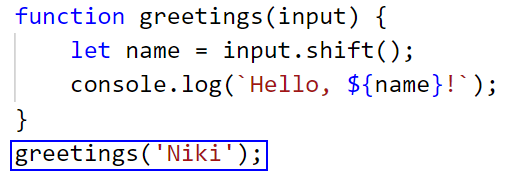 function greetings(input) {
    let name = input.shift();
    console.log(`Hello, ${name}!`);
}
greetings('Niki');